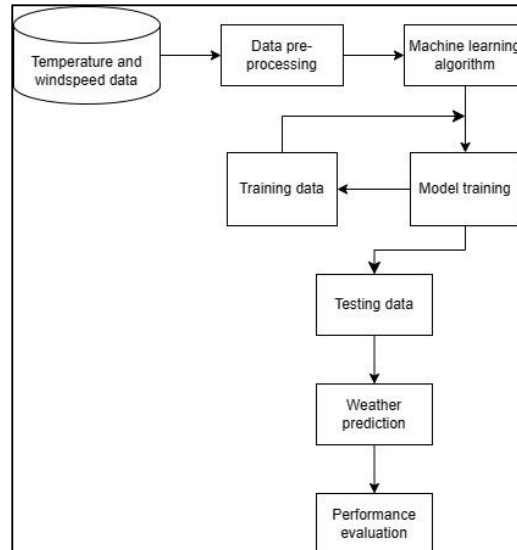 Temperature and
windspeed data
Data pre-
processing
Machine learning
algorithm
Training data
Model training
Testing data
Weather
prediction
Performance
evaluation